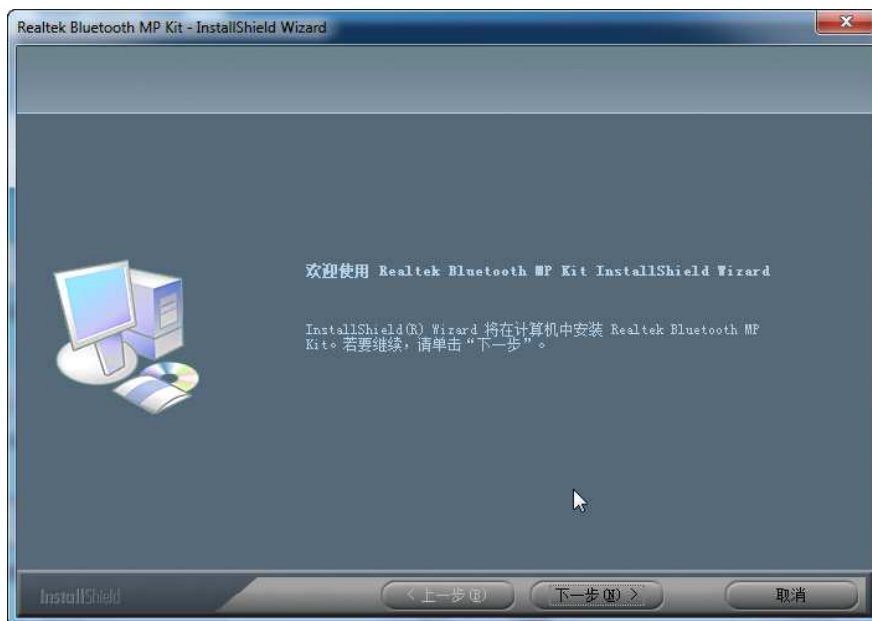 Realtek Bluetooth MP Kit - InstallShield Wizard
欢迎使用 Realtek Bluetooth MP Kit InstallShield Wizard
InstallShield(R) Wizard 将在计算机中安装 Realtek Bluetooth MP
Kit。若要继续，请单击“下一步”。
InstallShield
< 上一步(B) 下一步(N) > 取消